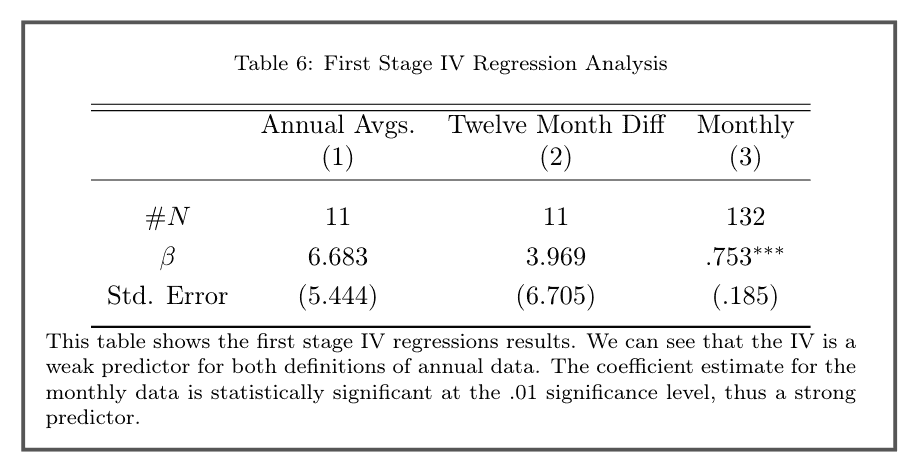 Table 6: First Stage IV Regression Analysis
Annual Avgs. Twelve Month Diff Monthly
(1) (2) (3)
#N 11 11 132
β 6.683 3.969 .753***
Std. Error (5.444) (6.705) (.185)
This table shows the first stage IV regressions results. We can see that the IV is a
weak predictor for both definitions of annual data. The coefficient estimate for the
monthly data is statistically significant at the .01 significance level, thus a strong
predictor.